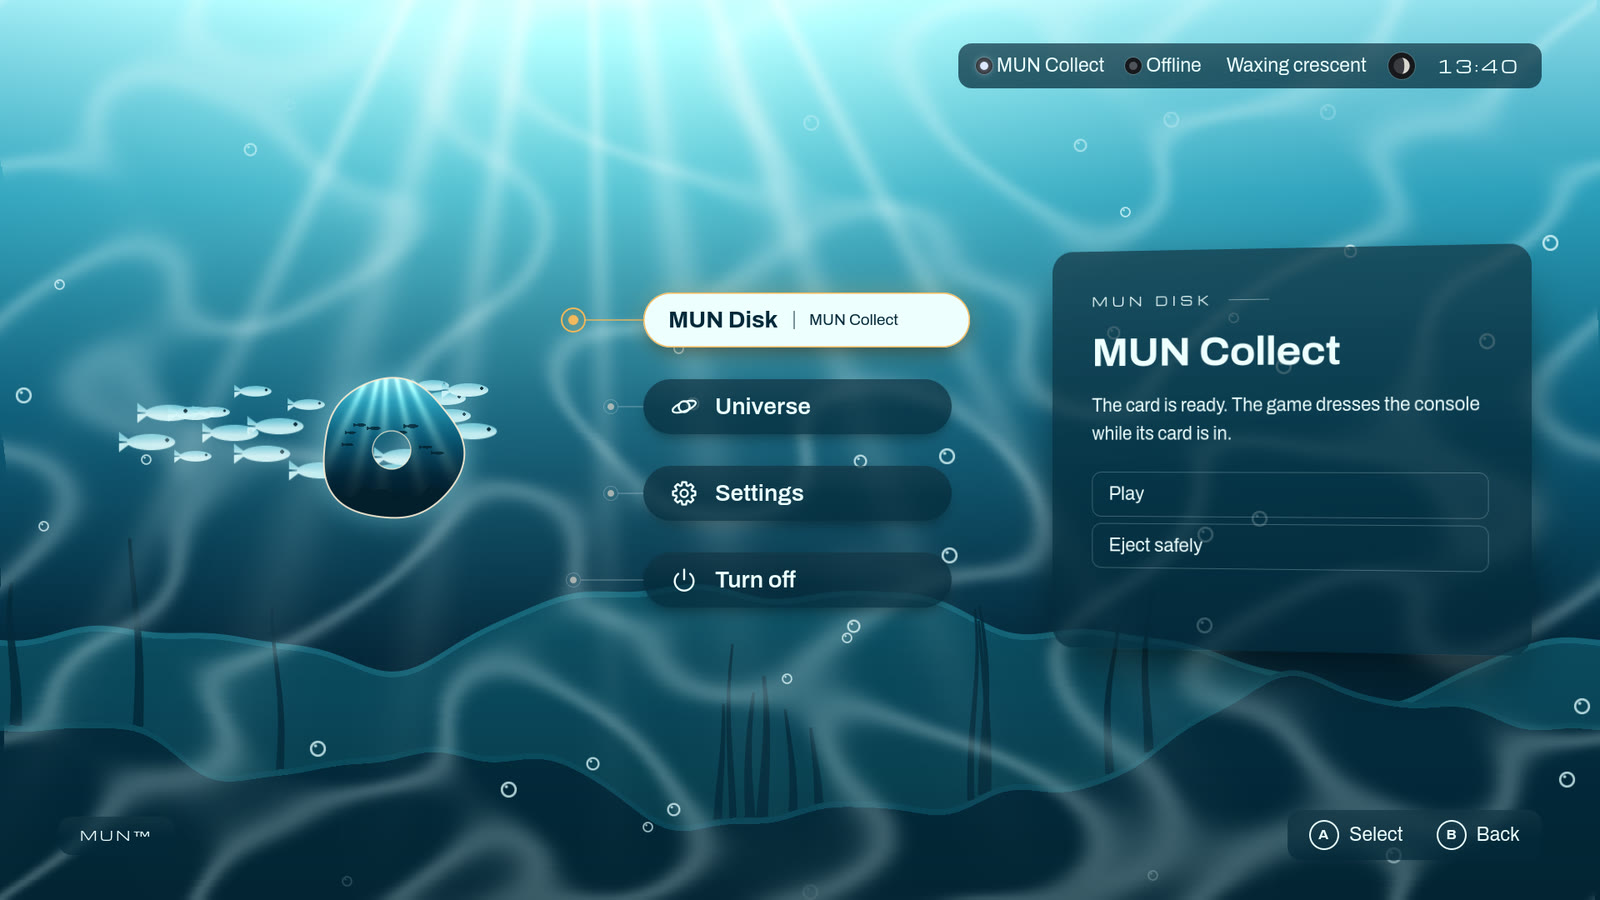 MUN Collect Offline Waxing crescent 13:40
MUN Disk | MUN Collect
Universe
Settings
Turn off
MUN DISK
MUN Collect
The card is ready. The game dresses the console
while its card is in.
Play
Eject safely
MUN™
A Select B Back